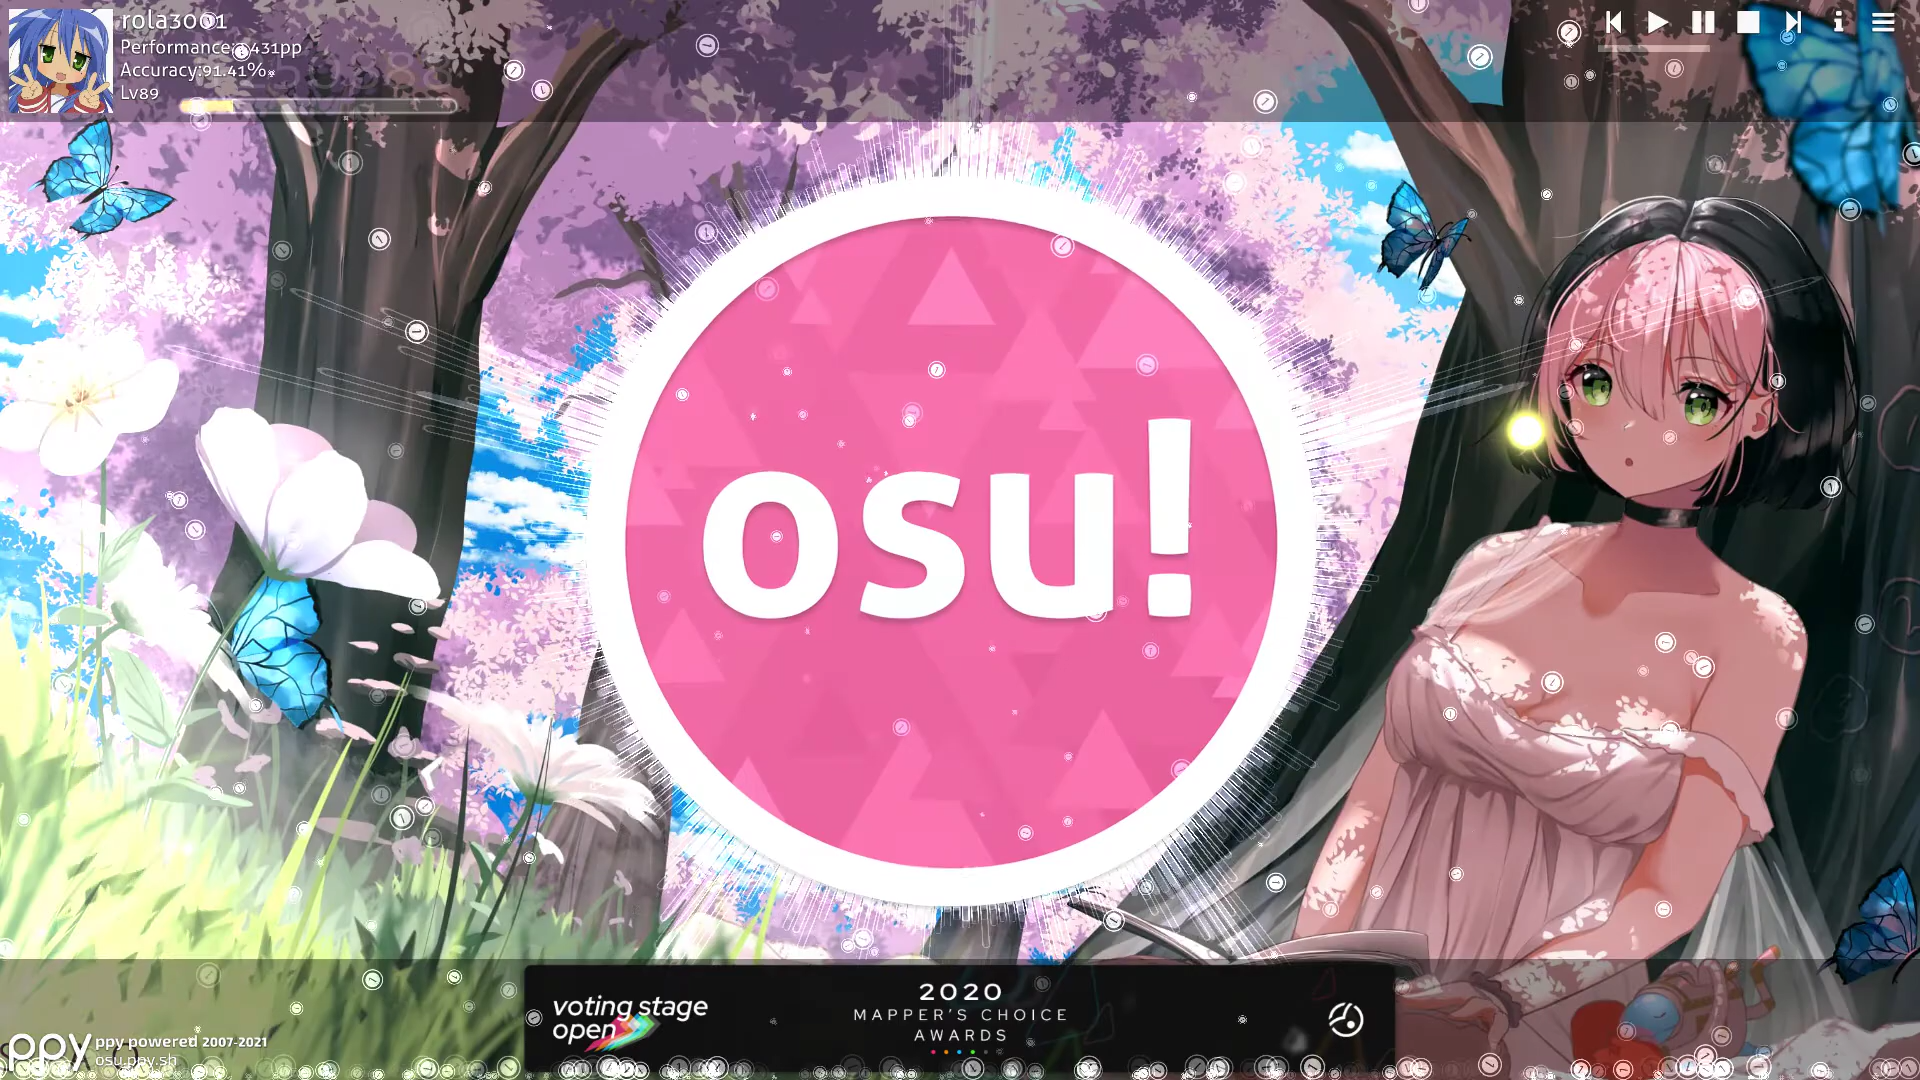 rola3001
Performance:431pp
Accuracy:91.41%
Lv89
osu!
voting stage
open
2020
MAPPER'S CHOICE
AWARDS
ppy
ppy powered 2007-2021
osu.ppy.sh